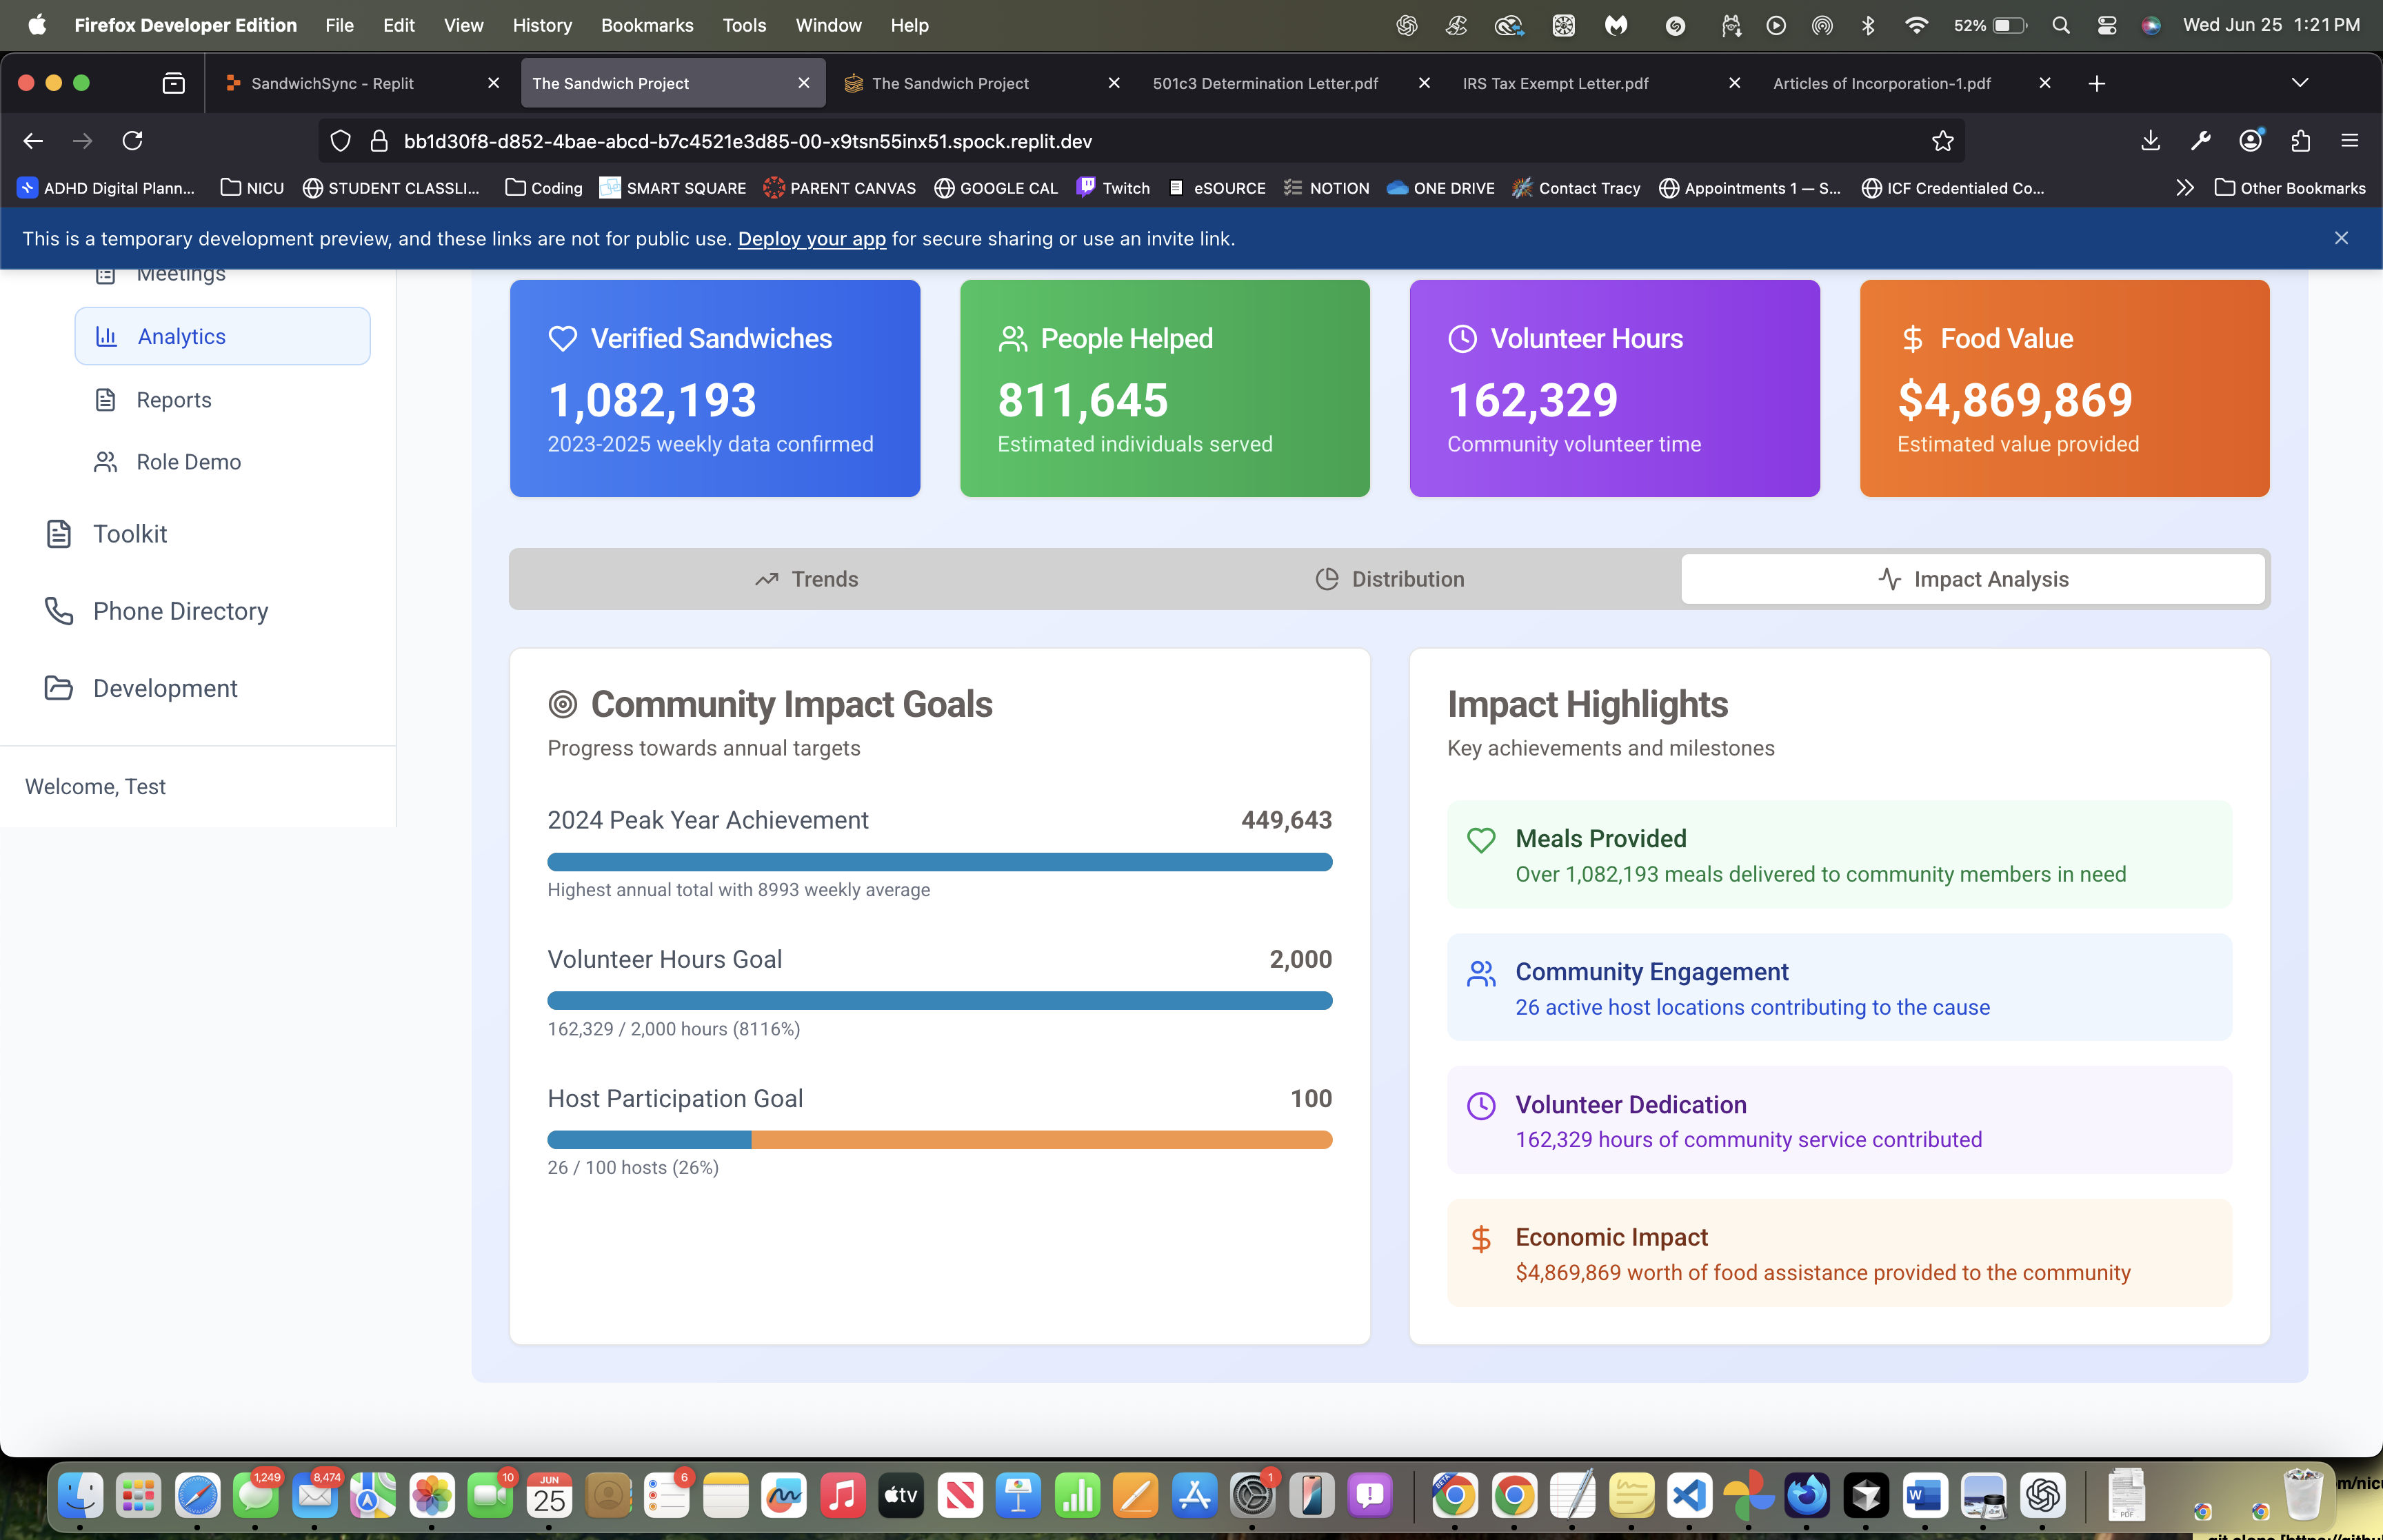 Firefox Developer Edition File Edit View History Bookmarks Tools Window Help 52% Wed Jun 25 1:21 PM
SandwichSync - Replit The Sandwich Project The Sandwich Project 501c3 Determination Letter.pdf IRS Tax Exempt Letter.pdf Articles of Incorporation-1.pdf
bb1d30f8-d852-4bae-abcd-b7c4521e3d85-00-x9tsn55inx51.spock.replit.dev
ADHD Digital Plann... NICU STUDENT CLASSLI... Coding SMART SQUARE PARENT CANVAS GOOGLE CAL Twitch eSOURCE NOTION ONE DRIVE Contact Tracy Appointments 1 — S... ICF Credentialed Co... Other Bookmarks
This is a temporary development preview, and these links are not for public use. Deploy your app for secure sharing or use an invite link.
Meetings
Analytics
Reports
Role Demo
Toolkit
Phone Directory
Development
Welcome, Test
Verified Sandwiches
1,082,193
2023-2025 weekly data confirmed
People Helped
811,645
Estimated individuals served
Volunteer Hours
162,329
Community volunteer time
Food Value
$4,869,869
Estimated value provided
Trends Distribution Impact Analysis
Community Impact Goals
Progress towards annual targets
2024 Peak Year Achievement 449,643
Highest annual total with 8993 weekly average
Volunteer Hours Goal 2,000
162,329 / 2,000 hours (8116%)
Host Participation Goal 100
26 / 100 hosts (26%)
Impact Highlights
Key achievements and milestones
Meals Provided
Over 1,082,193 meals delivered to community members in need
Community Engagement
26 active host locations contributing to the cause
Volunteer Dedication
162,329 hours of community service contributed
Economic Impact
$4,869,869 worth of food assistance provided to the community
1,249 8,474 10 JUN 25 6 tv 1 BETA W PDF